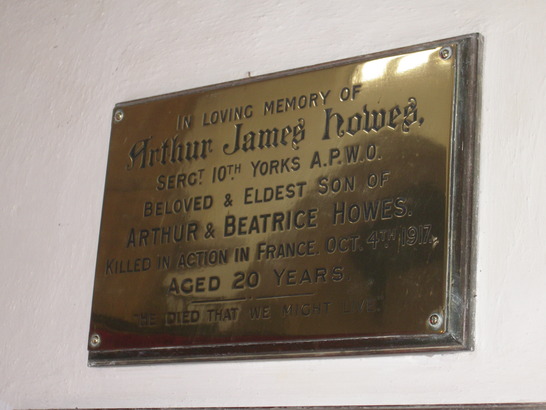 IN LOVING MEMORY OF
Arthur James Howes,
SERGT 10TH YORKS A.P.W.O.
BELOVED & ELDEST SON OF
ARTHUR & BEATRICE HOWES.
KILLED IN ACTION IN FRANCE. OCT. 4TH 1917.
AGED 20 YEARS
HE DIED THAT WE MIGHT LIVE.